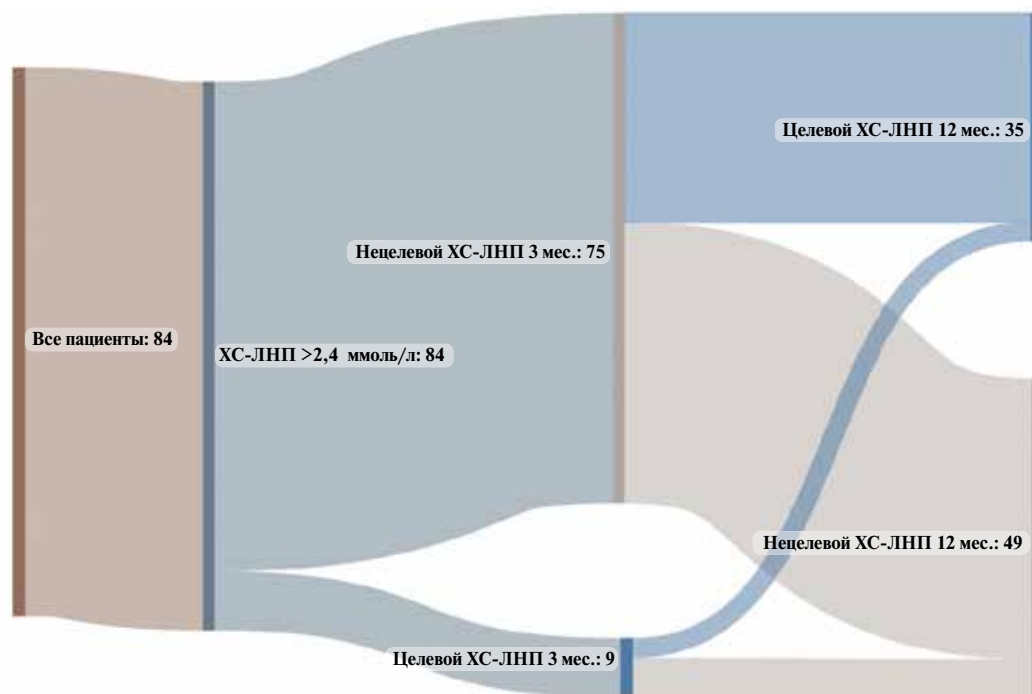 Целевой ХС-ЛНП 12 мес.: 35
Нецелевой ХС-ЛНП 3 мес.: 75
Все пациенты: 84
ХС-ЛНП >2,4 ммоль/л: 84
Нецелевой ХС-ЛНП 12 мес.: 49
Целевой ХС-ЛНП 3 мес.: 9